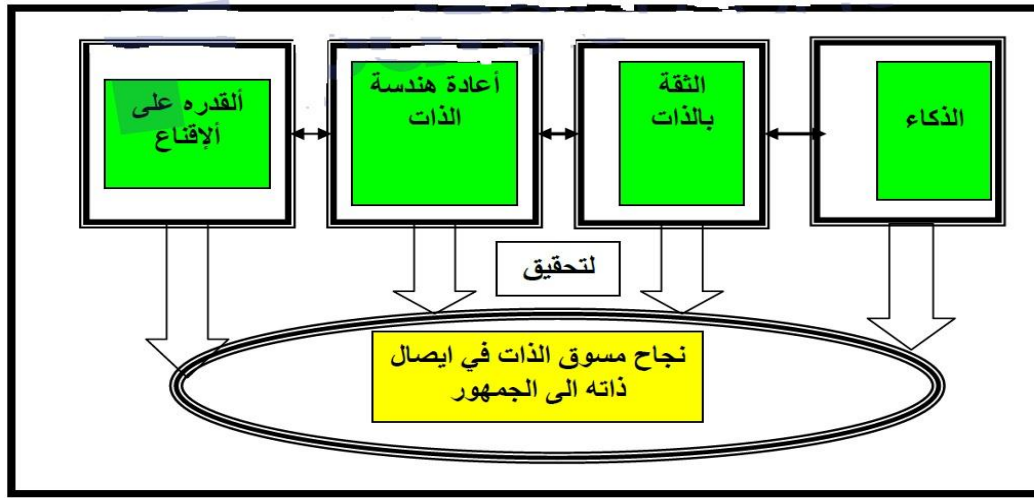 الذكاء
الثقة
بالذات
أعادة هندسة
الذات
ألقدره على
ألإقناع
لتحقيق
نجاح مسوق الذات في ايصال
ذاته الى الجمهور